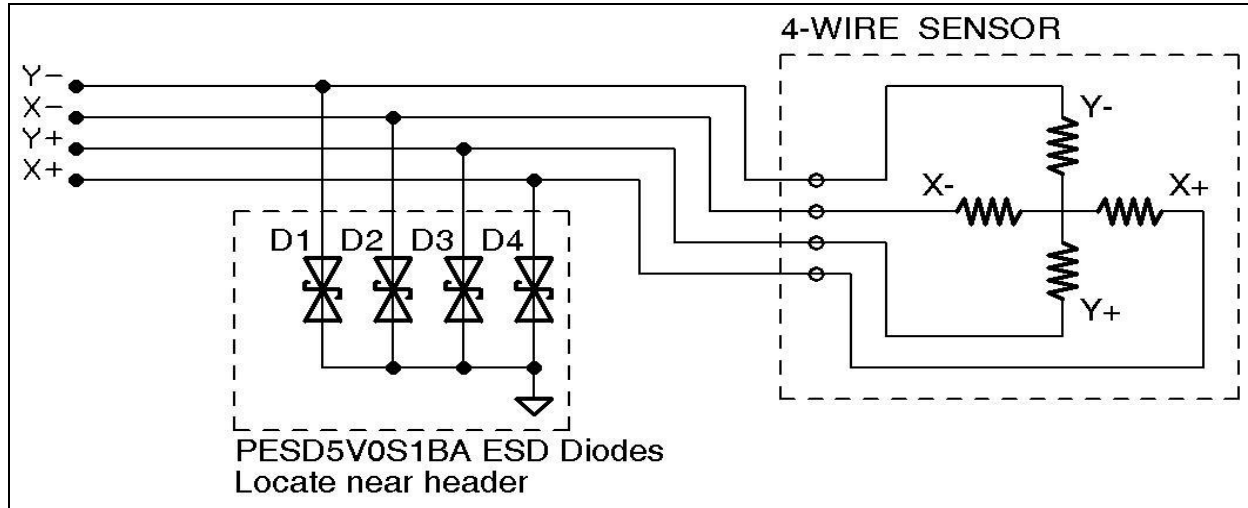 4-WIRE SENSOR
Y-
X-
Y+
X+
Y-
X-
X+
Y+
D1 D2 D3 D4
PESD5V0S1BA ESD Diodes
Locate near header